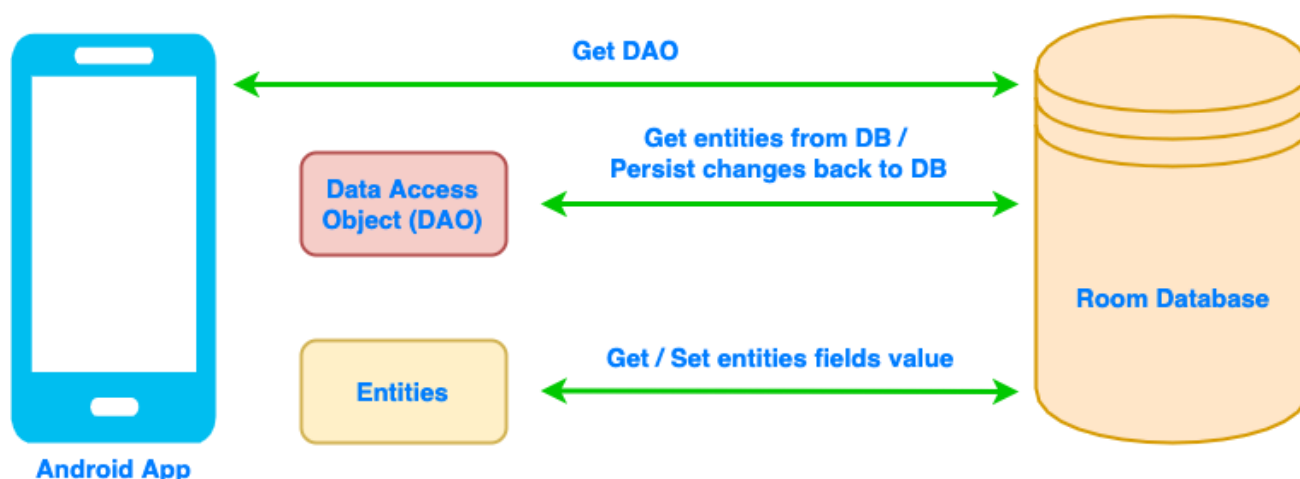 Get DAO
Get entities from DB /
Persist changes back to DB
Data Access
Object (DAO)
Room Database
Get / Set entities fields value
Entities
Android App